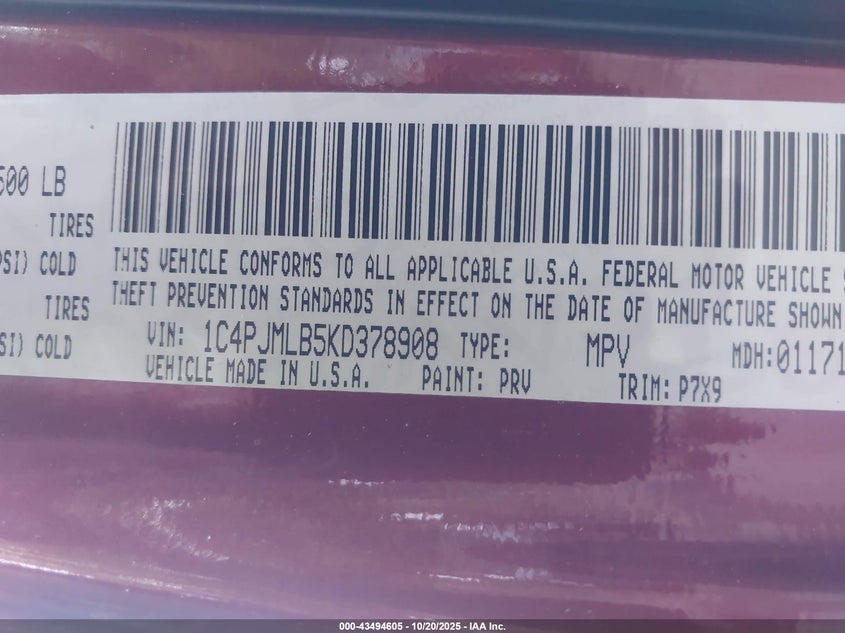 500 LB
TIRES
PSI) COLD
TIRES
SI) COLD
THIS VEHICLE CONFORMS TO ALL APPLICABLE U.S.A. FEDERAL MOTOR VEHICLE S
THEFT PREVENTION STANDARDS IN EFFECT ON THE DATE OF MANUFACTURE SHOWN
VIN: 1C4PJMLB5KD378908 TYPE: MPV MDH:01171
VEHICLE MADE IN U.S.A. PAINT: PRV TRIM: P7X9
000-43494605 - 10/20/2025 - IAA Inc.